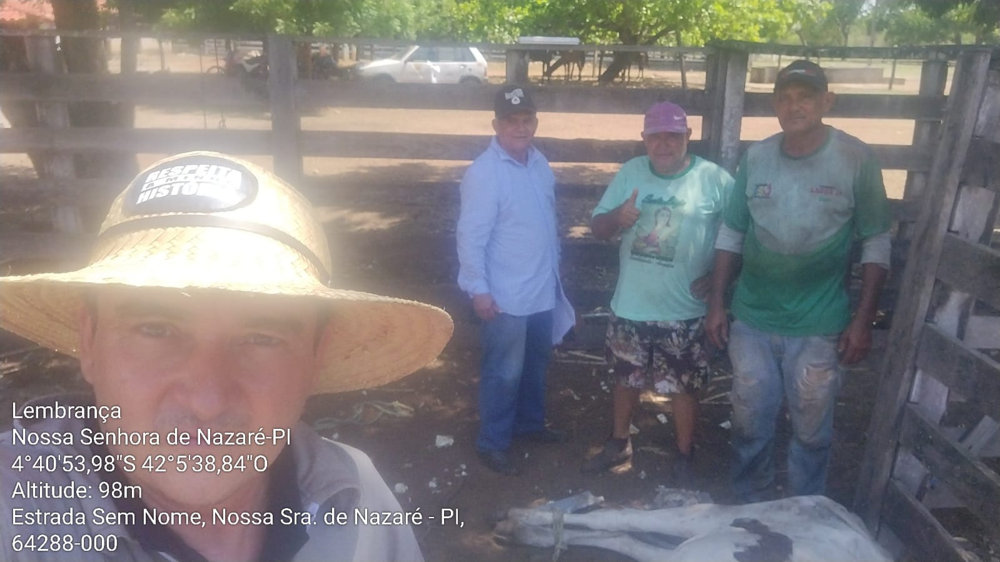 RESPEITA
A MINHA
HISTÓRIA
Lembrança
Nossa Senhora de Nazaré-PI
4°40'53,98"S 42°5'38,84"O
Altitude: 98m
Estrada Sem Nome, Nossa Sra. de Nazaré - PI,
64288-000